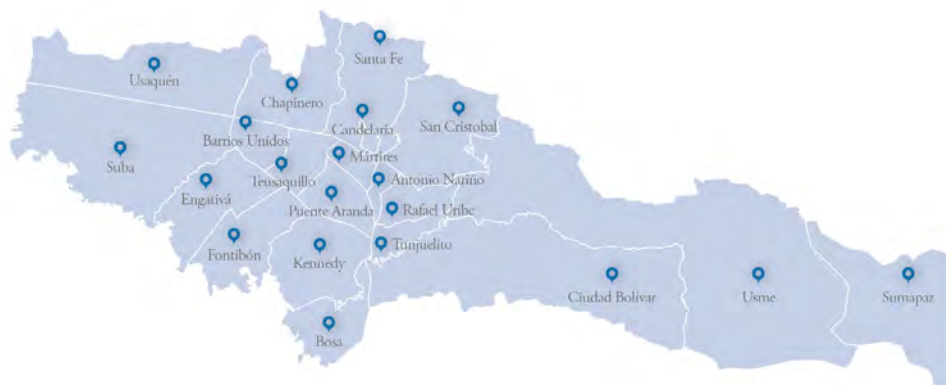 Santa Fe
Usaquén
Chapinero
San Cristobal
Candelaria
Barrios Unidos
Mártires
Suba
Teusaquillo
Antonio Nariño
Engativá
Puente Aranda
Rafael Uribe
Fontibón
Kennedy
Tunjuelito
Ciudad Bolívar
Usme
Sumapaz
Bosa